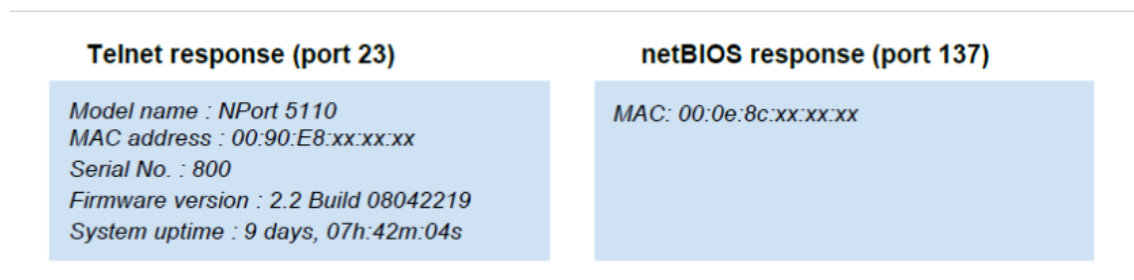 Telnet response (port 23)
Model name : NPort 5110
MAC address : 00:90:E8:xx:xx:xx
Serial No. : 800
Firmware version : 2.2 Build 08042219
System uptime : 9 days, 07h:42m:04s
netBIOS response (port 137)
MAC: 00:0e:8c:xx:xx:xx